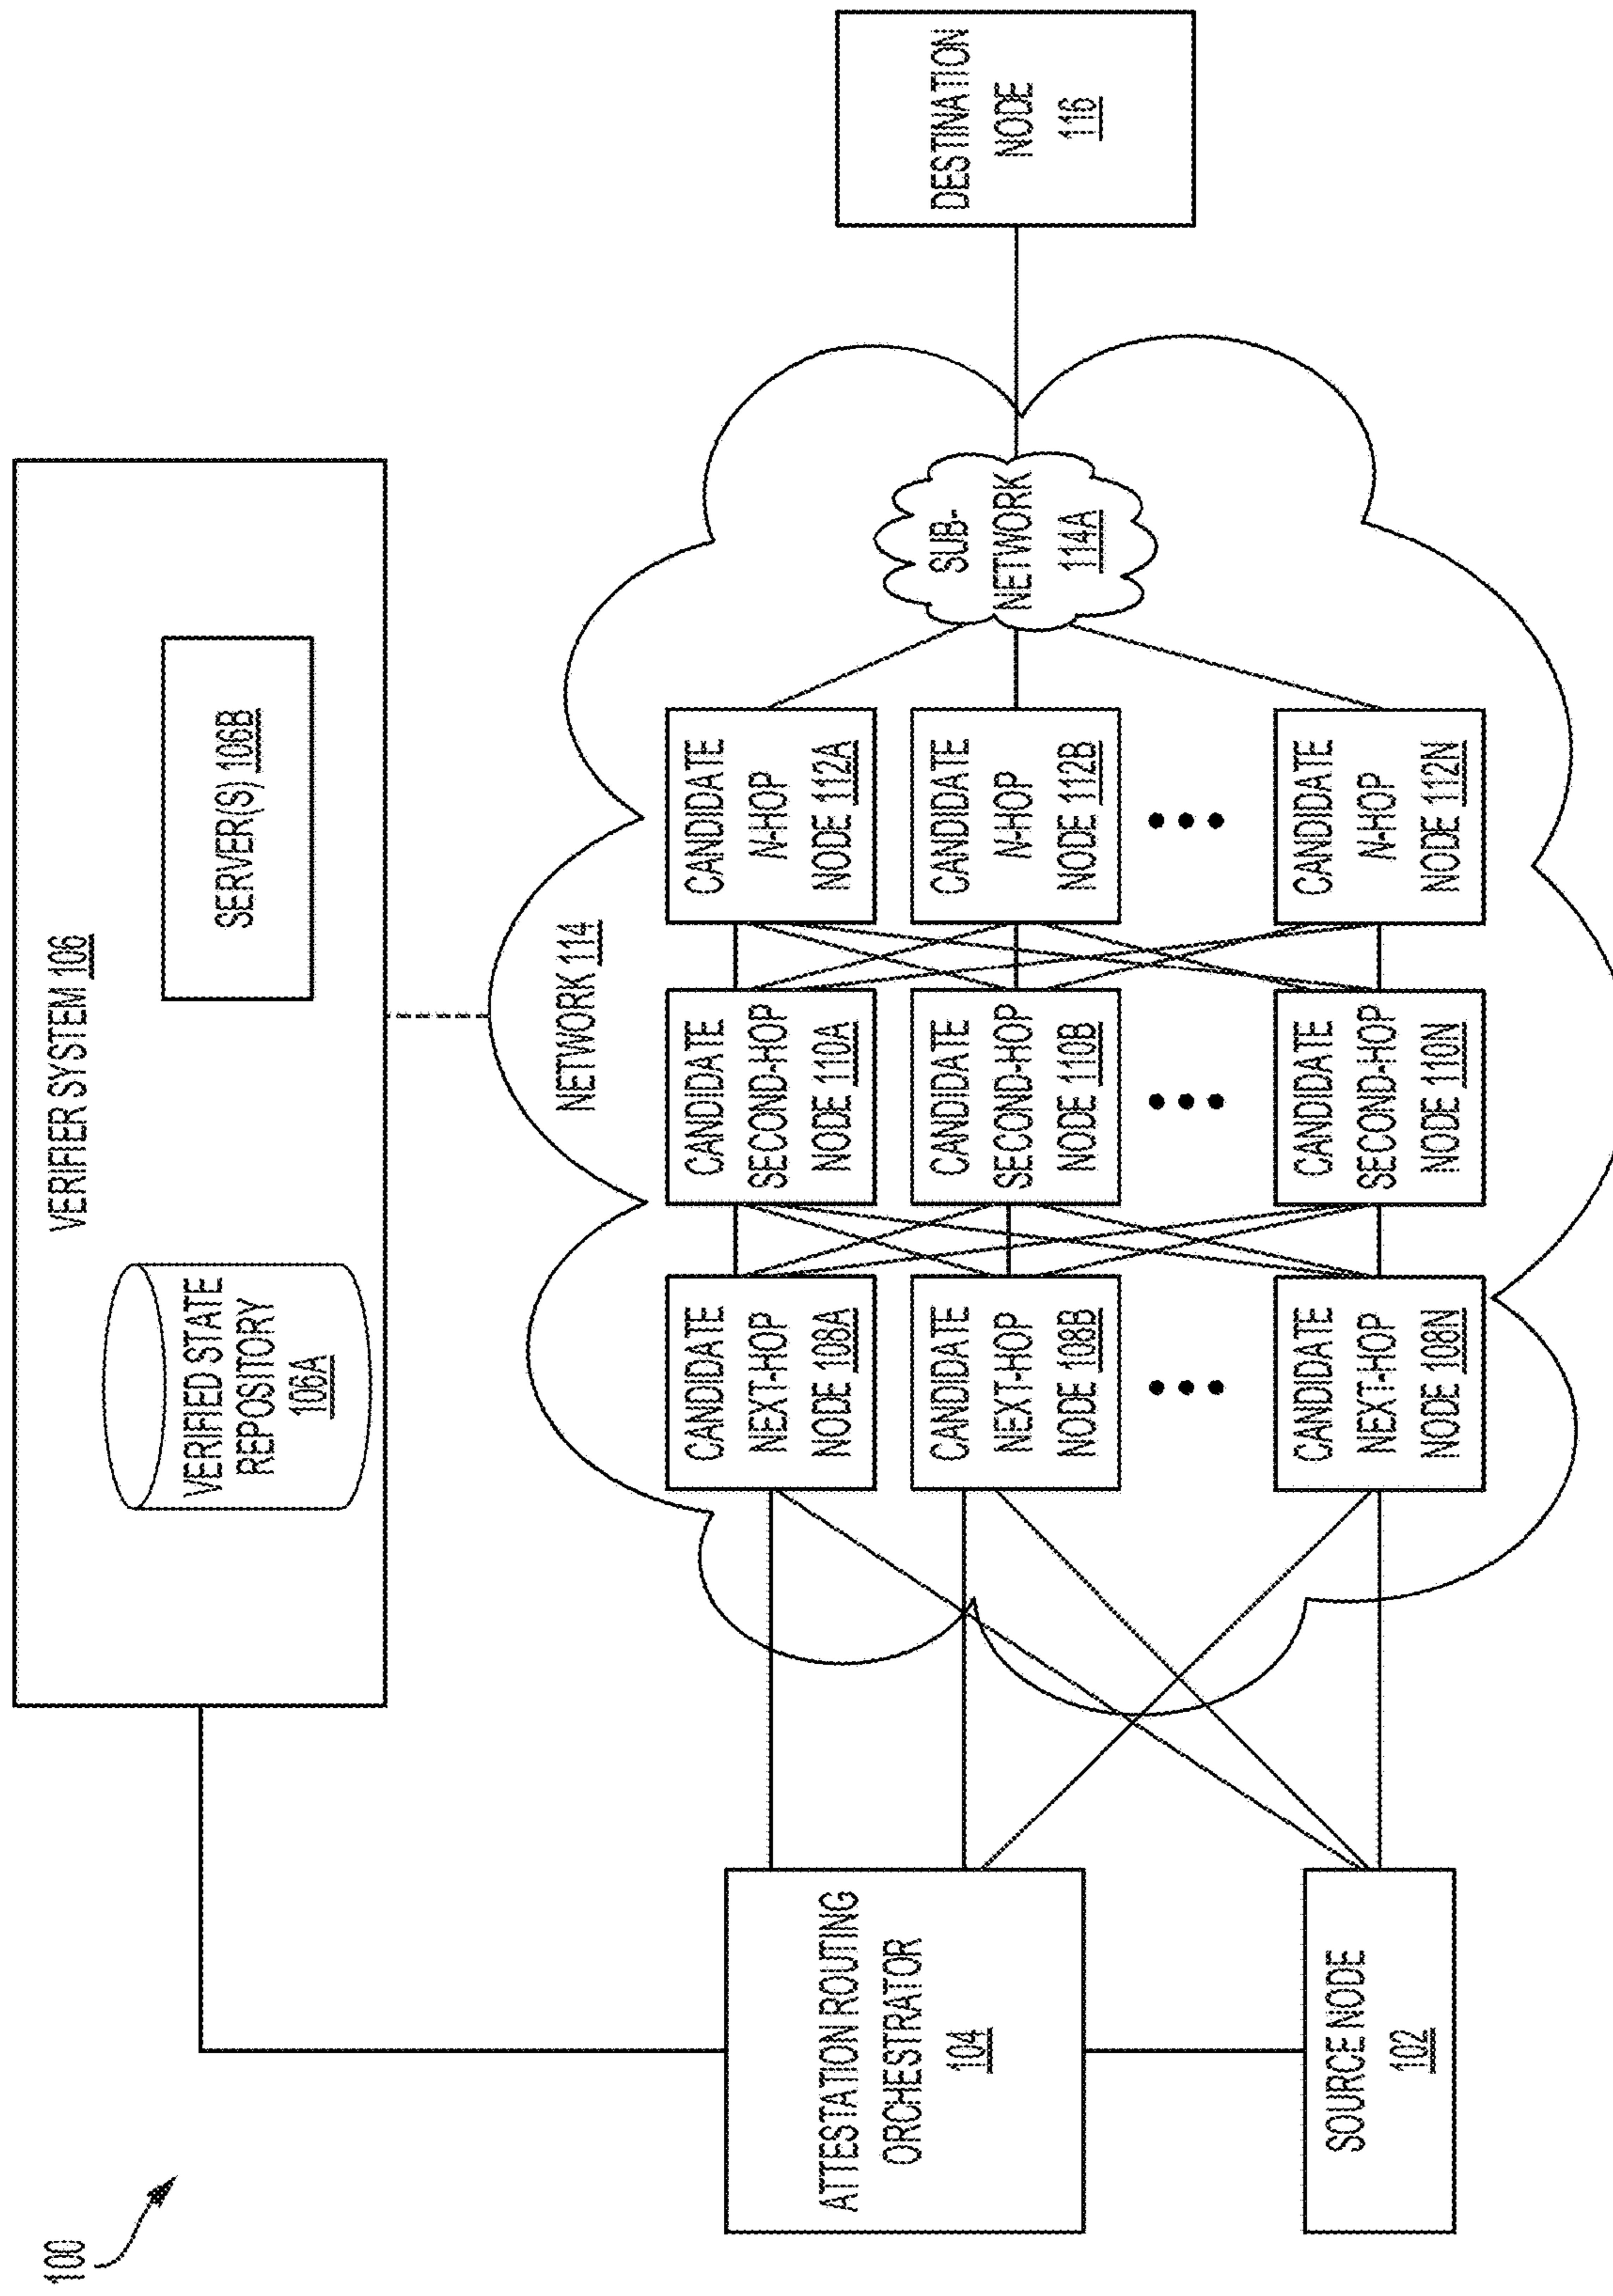 100
VERIFIER SYSTEM 106
VERIFIED STATE
REPOSITORY
106A
SERVER(S) 106B
NETWORK 114
ATTESTATION ROUTING
ORCHESTRATOR
104
SOURCE NODE
102
CANDIDATE
NEXT-HOP
NODE 108A
CANDIDATE
SECOND-HOP
NODE 110A
CANDIDATE
N-HOP
NODE 112A
CANDIDATE
NEXT-HOP
NODE 108B
CANDIDATE
SECOND-HOP
NODE 110B
CANDIDATE
N-HOP
NODE 112B
CANDIDATE
NEXT-HOP
NODE 108N
CANDIDATE
SECOND-HOP
NODE 110N
CANDIDATE
N-HOP
NODE 112N
SUB-
NETWORK
114A
DESTINATION
NODE
116